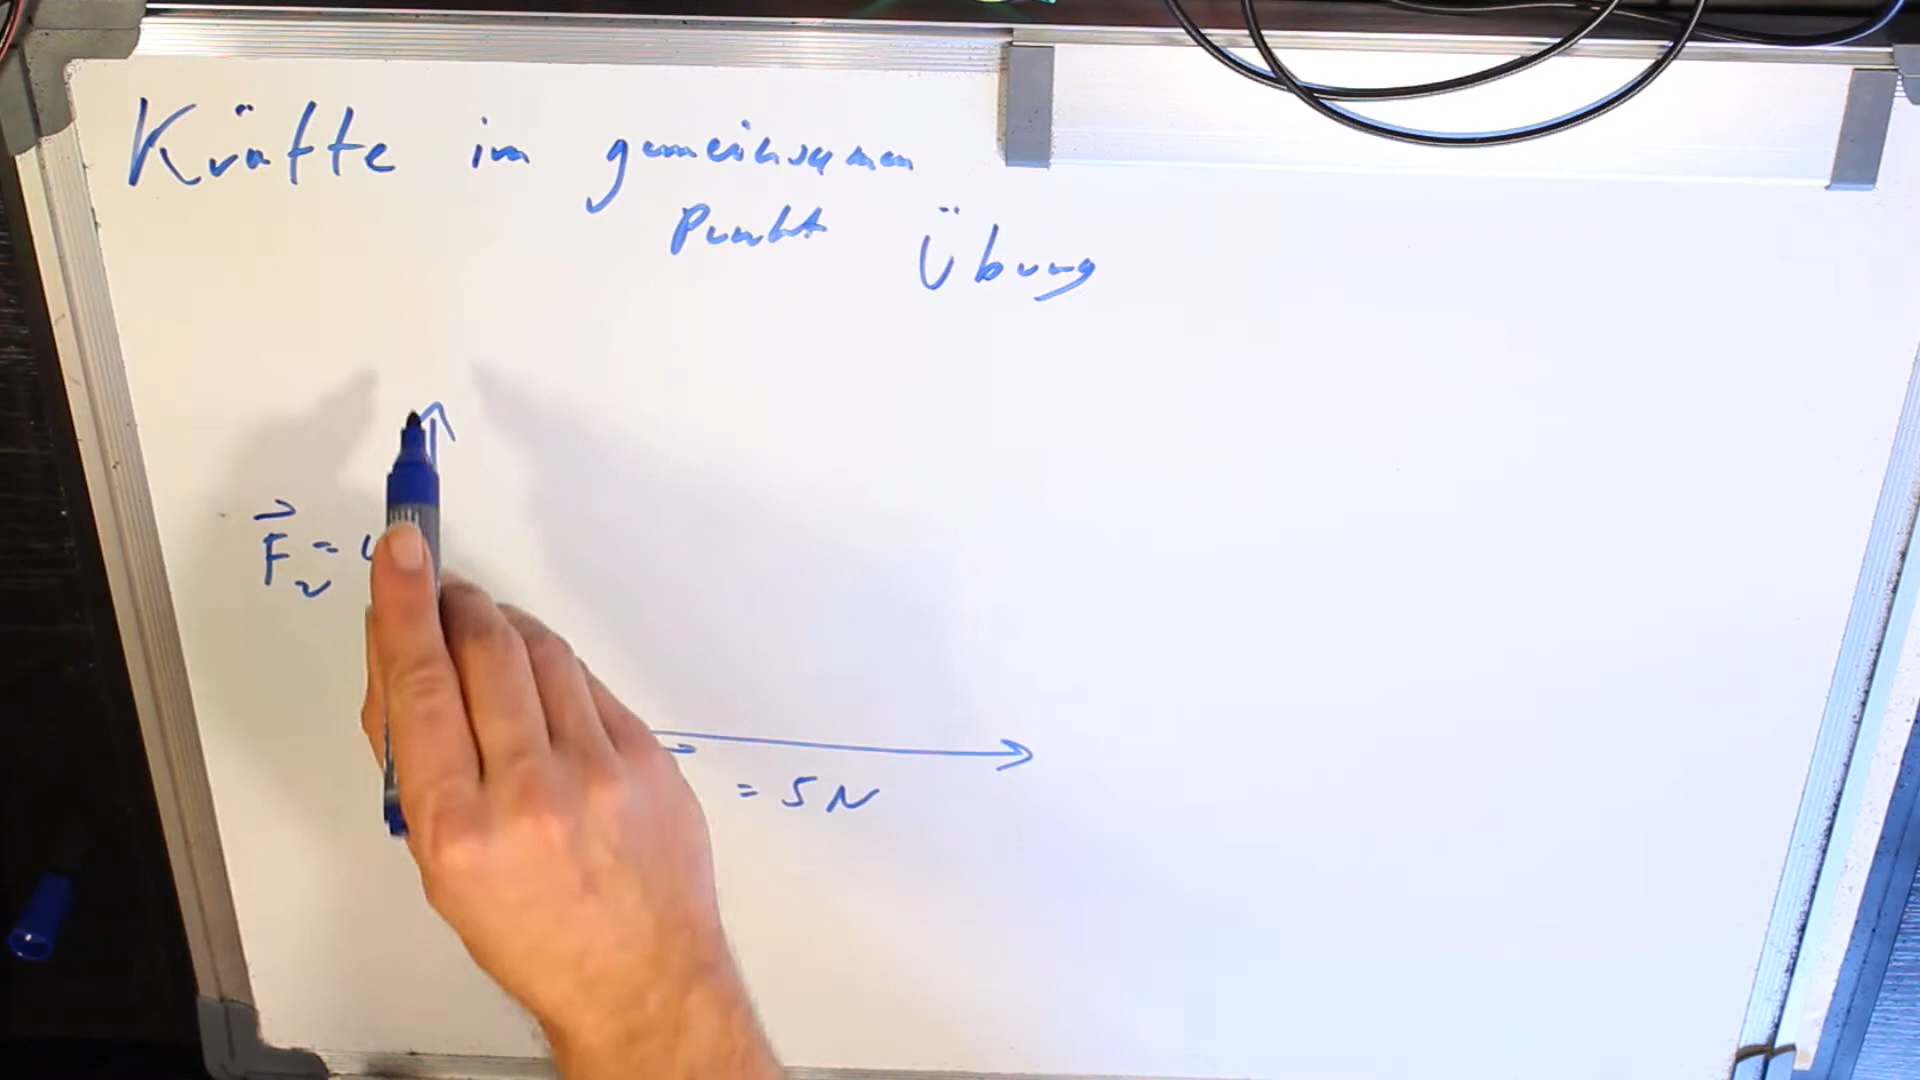 Kräfte im gemeinsamen
Punkt Übung
F₂ =
= 5N